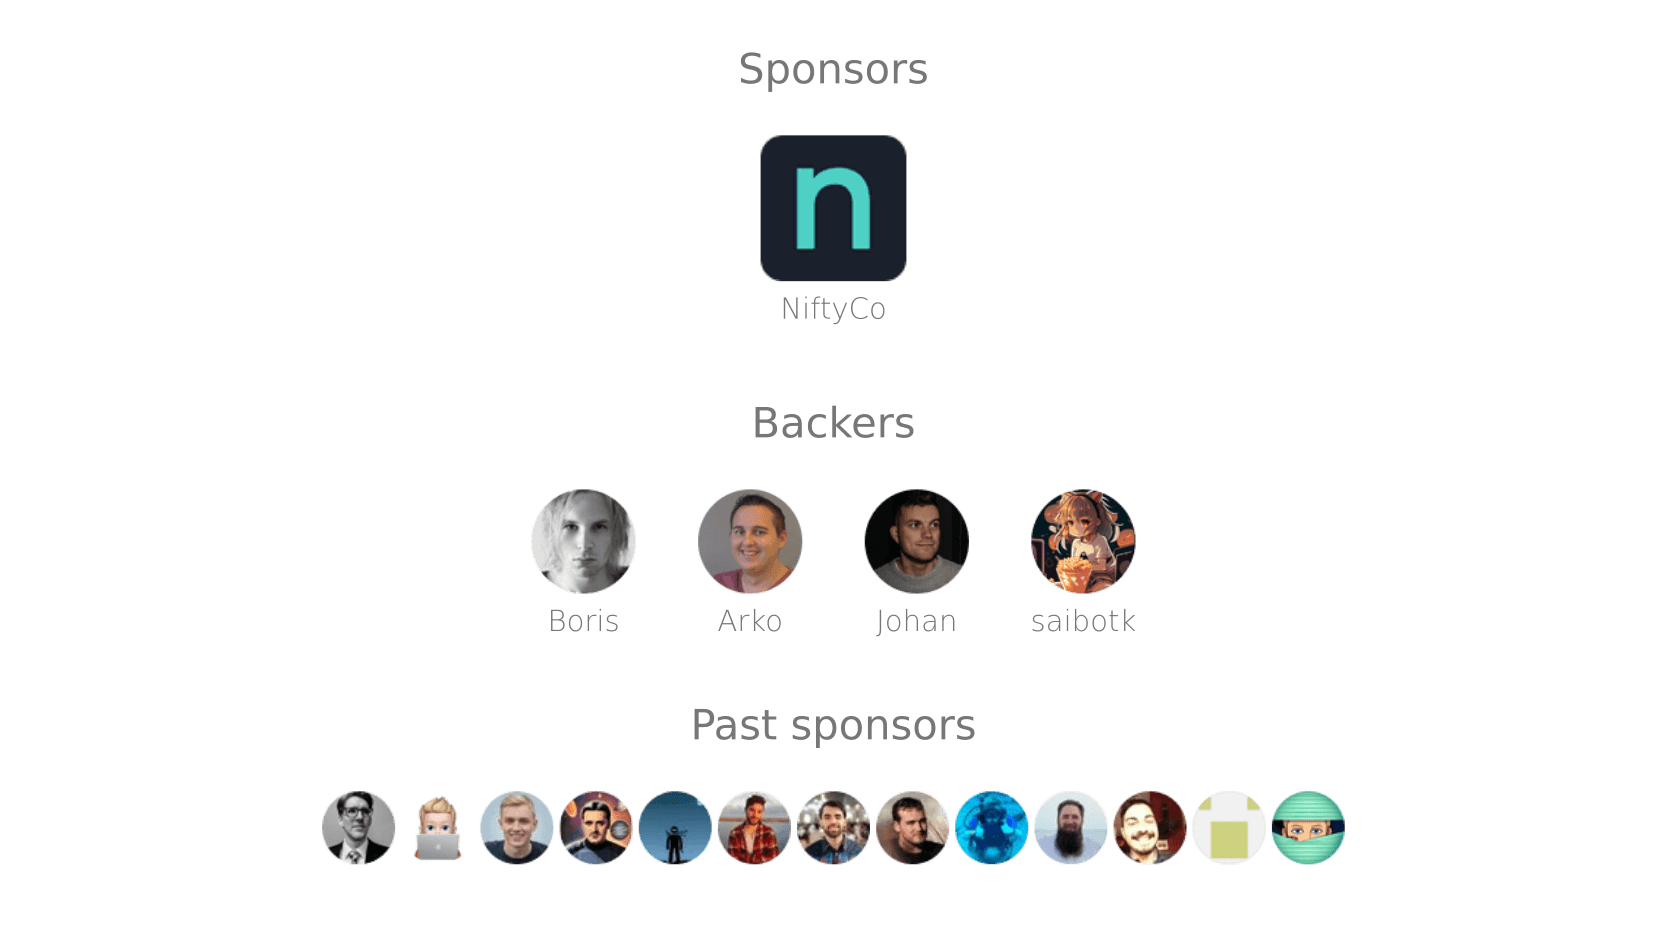 Sponsors
n
NiftyCo
Backers
Boris Arko Johan saibotk
Past sponsors